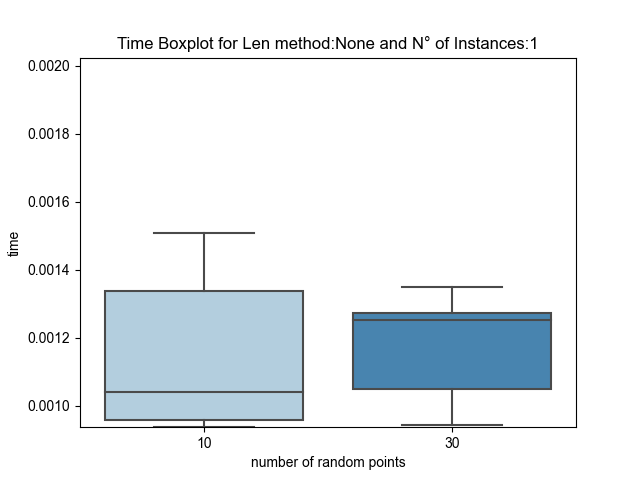 Time Boxplot for Len method:None and N° of Instances:1
0.0020
0.0018
0.0016
0.0014
0.0012
0.0010
time
10 30
number of random points